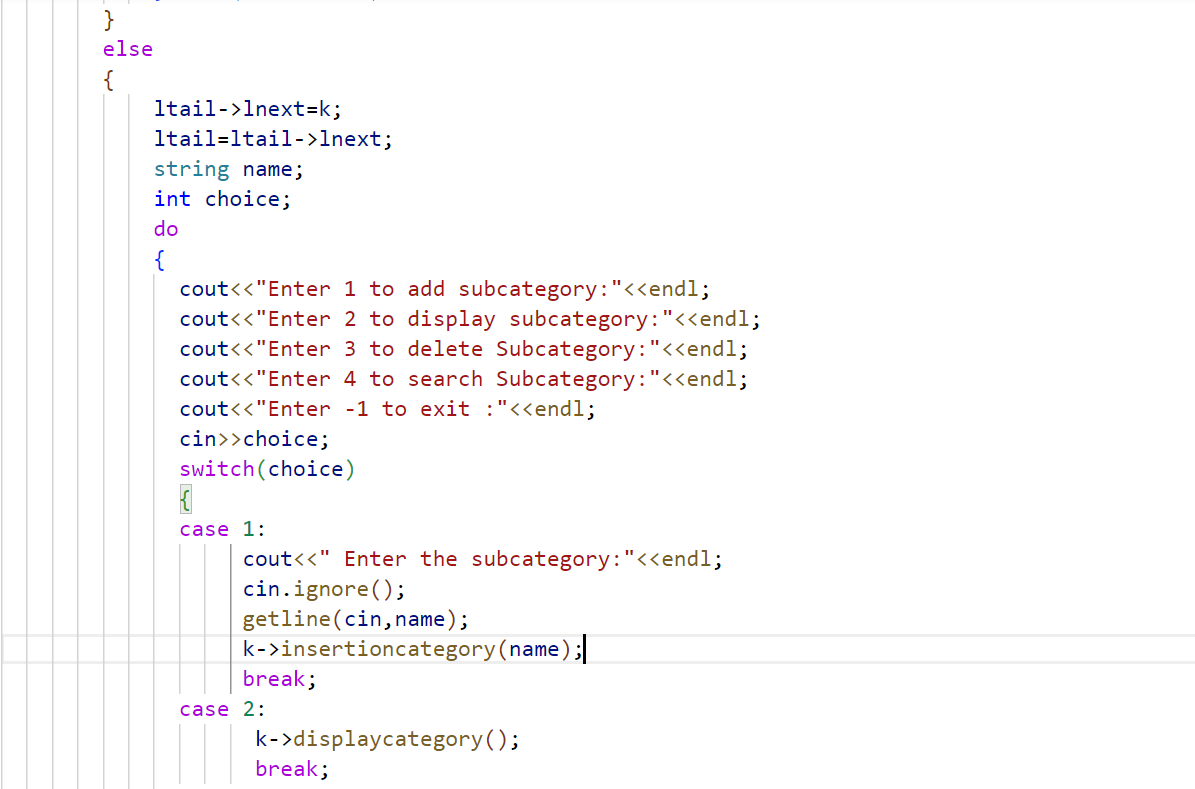 }
else
{
ltail->lnext=k;
ltail=ltail->lnext;
string name;
int choice;
do
{
cout<<"Enter 1 to add subcategory:"<<endl;
cout<<"Enter 2 to display subcategory:"<<endl;
cout<<"Enter 3 to delete Subcategory:"<<endl;
cout<<"Enter 4 to search Subcategory:"<<endl;
cout<<"Enter -1 to exit :"<<endl;
cin>>choice;
switch(choice)
{
case 1:
cout<<" Enter the subcategory:"<<endl;
cin.ignore();
getline(cin,name);
k->insertioncategory(name);
break;
case 2:
k->displaycategory();
break;